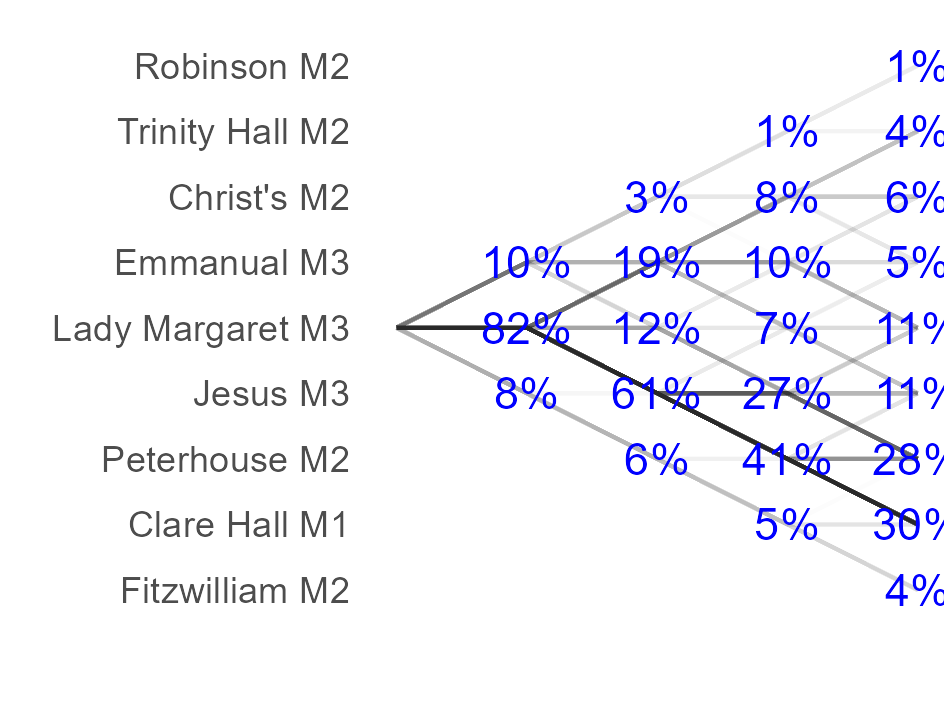 Robinson M2 1%
Trinity Hall M2 1% 4%
Christ's M2 3% 8% 6%
Emmanual M3 10% 19% 10% 5%
Lady Margaret M3 82% 12% 7% 11%
Jesus M3 8% 61% 27% 11%
Peterhouse M2 6% 41% 28%
Clare Hall M1 5% 30%
Fitzwilliam M2 4%